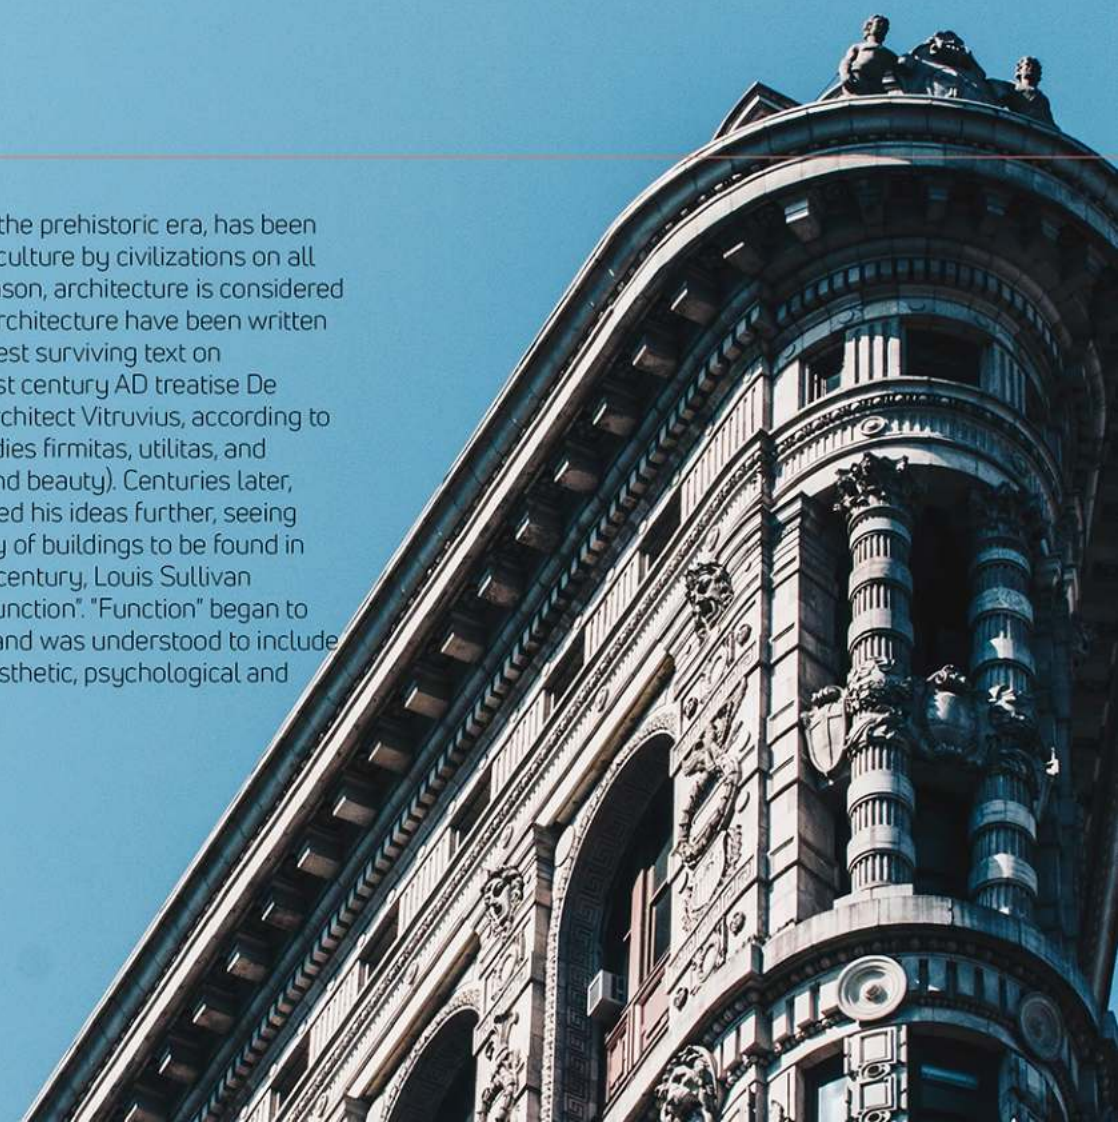 the prehistoric era, has been
culture by civilizations on all
ason, architecture is considered
rchitecture have been written
est surviving text on
st century AD treatise De
rchitect Vitruvius, according to
dies firmitas, utilitas, and
nd beauty). Centuries later,
ed his ideas further, seeing
y of buildings to be found in
century, Louis Sullivan
unction". "Function" began to
and was understood to include
sthetic, psychological and